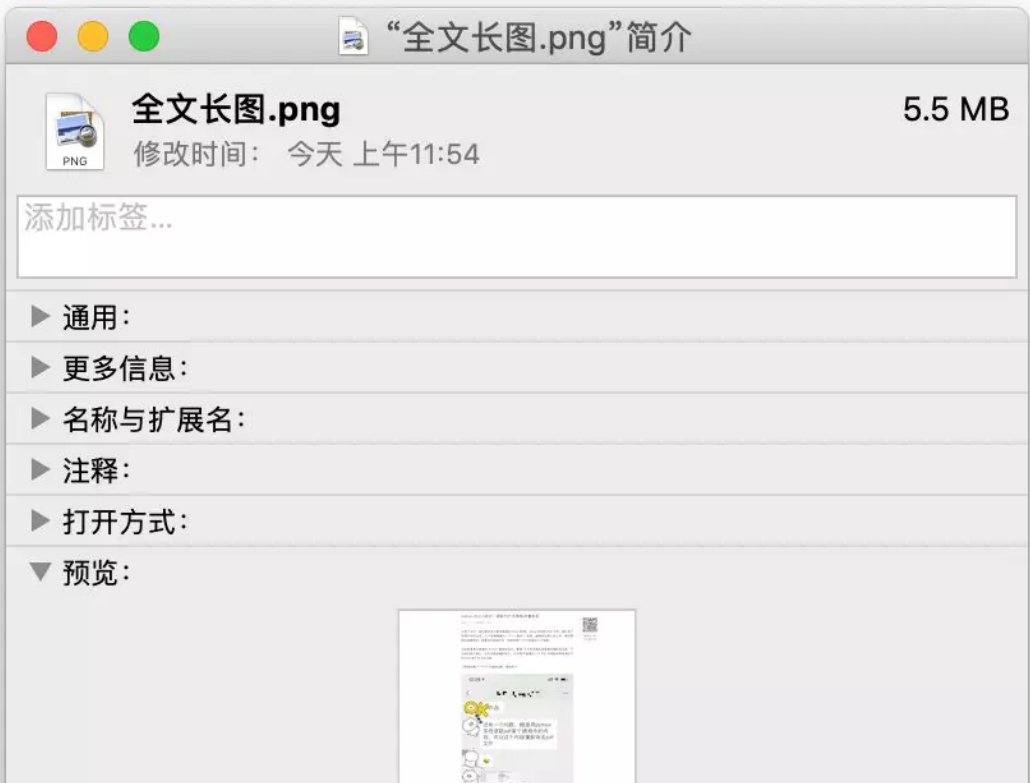 “全文长图.png”简介
PNG
全文长图.png
5.5 MB
修改时间： 今天 上午11:54
添加标签...
通用：
更多信息：
名称与扩展名：
注释：
打开方式：
预览：
OK